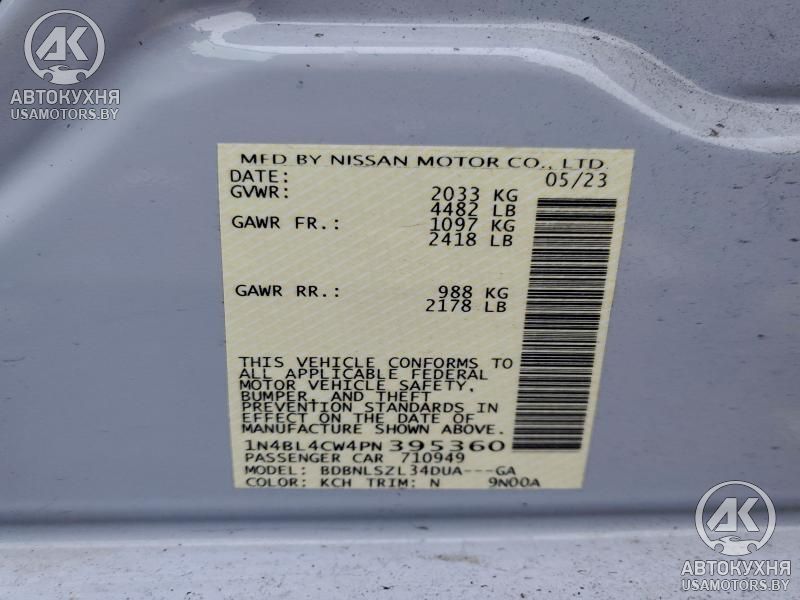 AK
АВТОКУХНЯ
USAMOTORS.BY
MFD BY NISSAN MOTOR CO., LTD.
DATE: 05/23
GVWR: 2033 KG
4482 LB
GAWR FR.: 1097 KG
2418 LB
GAWR RR.: 988 KG
2178 LB
THIS VEHICLE CONFORMS TO
ALL APPLICABLE FEDERAL
MOTOR VEHICLE SAFETY,
BUMPER, AND THEFT
PREVENTION STANDARDS IN
EFFECT ON THE DATE OF
MANUFACTURE SHOWN ABOVE.
1N4BL4CW4PN395360
PASSENGER CAR 710949
MODEL: BDBNLSZL34DUA---GA
COLOR: KCH TRIM: N 9N00A
AK
АВТОКУХНЯ
USAMOTORS.BY